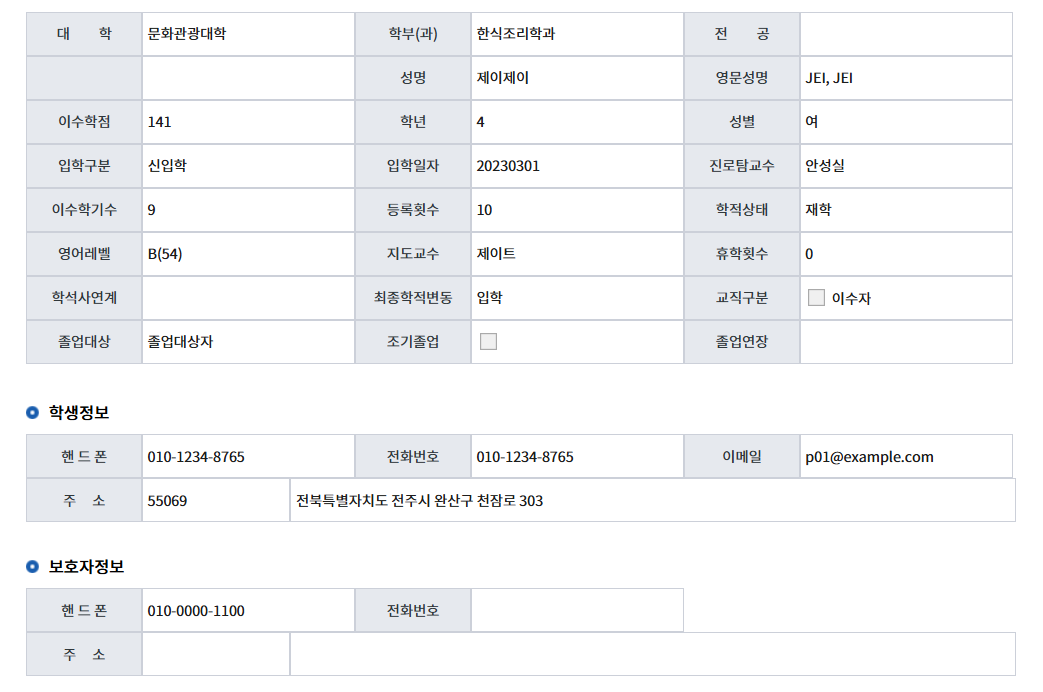 대 학 문화관광대학 학부(과) 한식조리학과 전 공
성명 제이제이 영문성명 JEI, JEI
이수학점 141 학년 4 성별 여
입학구분 신입학 입학일자 20230301 진로탐교수 안성실
이수학기수 9 등록횟수 10 학적상태 재학
영어레벨 B(54) 지도교수 제이트 휴학횟수 0
학석사연계 최종학적변동 입학 교직구분 이수자
졸업대상 졸업대상자 조기졸업 졸업연장
학생정보
핸 드 폰 010-1234-8765 전화번호 010-1234-8765 이메일 p01@example.com
주 소 55069 전북특별자치도 전주시 완산구 천잠로 303
보호자정보
핸 드 폰 010-0000-1100 전화번호
주 소